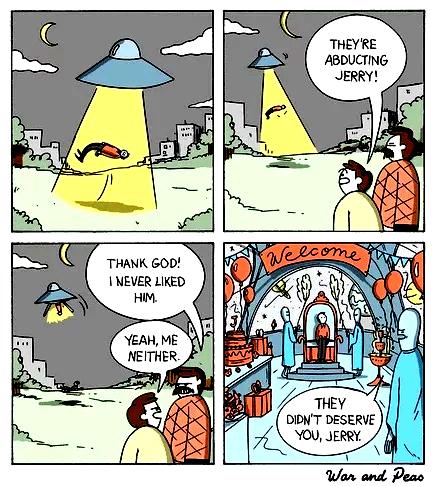 THEY'RE
ABDUCTING
JERRY!
THANK GOD!
I NEVER LIKED
HIM.
YEAH, ME
NEITHER.
Welcome
THEY
DIDN'T DESERVE
YOU, JERRY.
War and Peas